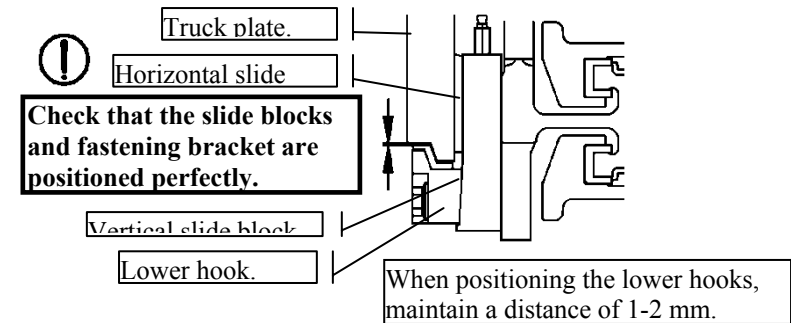 Truck plate.
Horizontal slide
Check that the slide blocks
and fastening bracket are
positioned perfectly.
Vertical slide block
Lower hook.
When positioning the lower hooks,
maintain a distance of 1-2 mm.